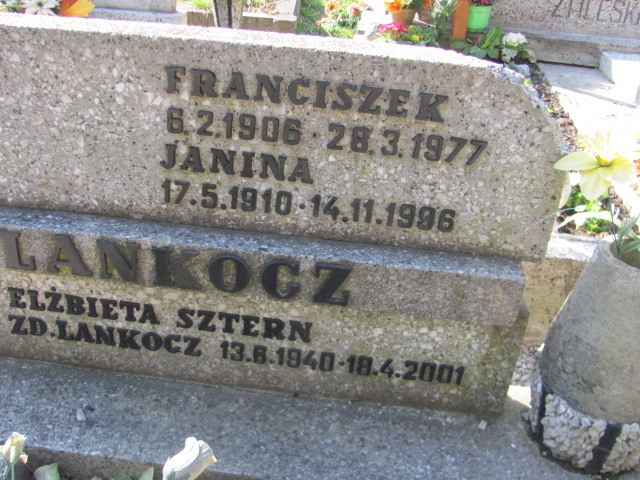 FRANCISZEK
6.2.1906 · 28.3.1977
JANINA
17.5.1910 · 14.11.1996
LANKOCZ
ELŻBIETA SZTERN
ZD. LANKOCZ 13.6.1940-18.4.2001